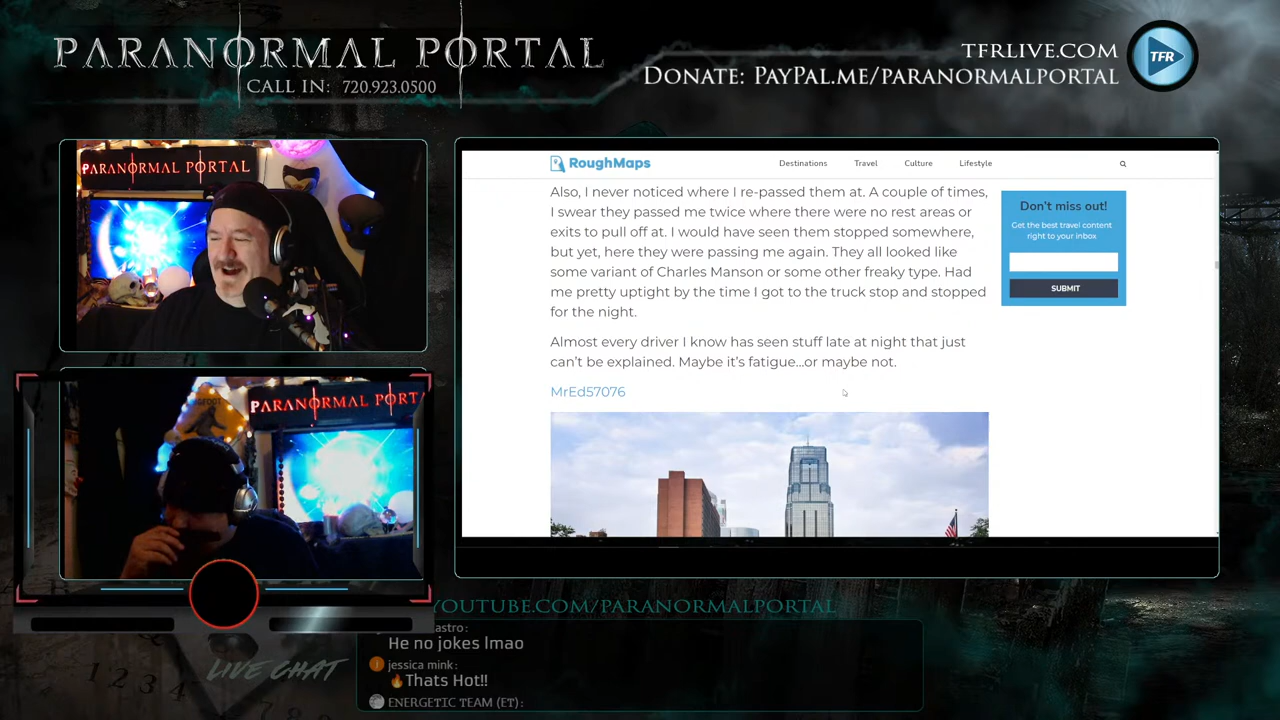 PARANORMAL PORTAL
CALL IN: 720.923.0500
TFRLIVE.COM
DONATE: PAYPAL.ME/PARANORMALPORTAL
TFR
PARANORMAL PORTAL
BIGFOOT
PARANORMAL PORTA
RoughMaps
Destinations Travel Culture Lifestyle
Also, I never noticed where I re-passed them at. A couple of times,
I swear they passed me twice where there were no rest areas or
exits to pull off at. I would have seen them stopped somewhere,
but yet, here they were passing me again. They all looked like
some variant of Charles Manson or some other freaky type. Had
me pretty uptight by the time I got to the truck stop and stopped
for the night.
Almost every driver I know has seen stuff late at night that just
can't be explained. Maybe it's fatigue...or maybe not.
MrEd57076
Don't miss out!
Get the best travel content
right to your inbox
SUBMIT
YOUTUBE.COM/PARANORMALPORTAL
LIVE CHAT
1 2 3 4
astro:
He no jokes lmao
jessica mink:
🔥Thats Hot!!
ENERGETIC TEAM (ET):